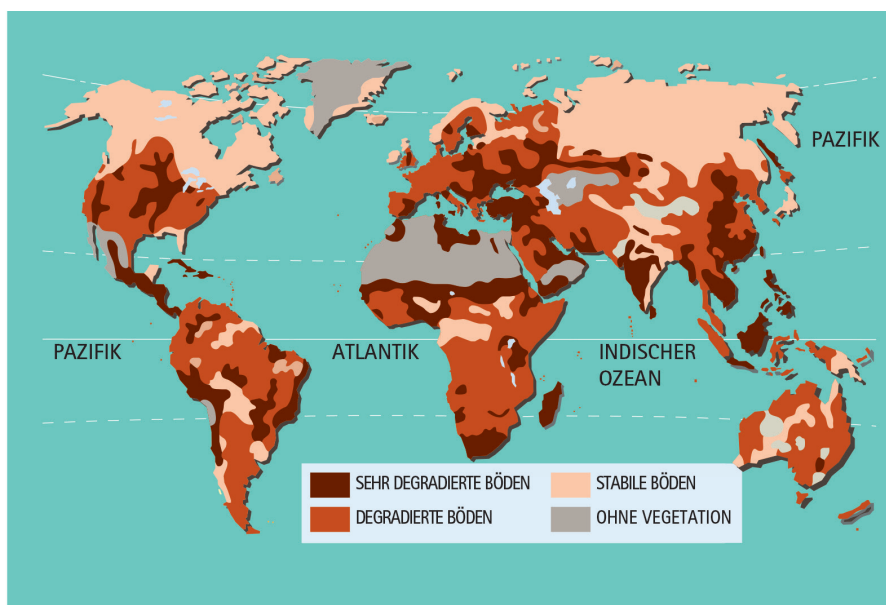 PAZIFIK
PAZIFIK
ATLANTIK
INDISCHER
OZEAN
SEHR DEGRADIERTE BÖDEN
STABILE BÖDEN
DEGRADIERTE BÖDEN
OHNE VEGETATION